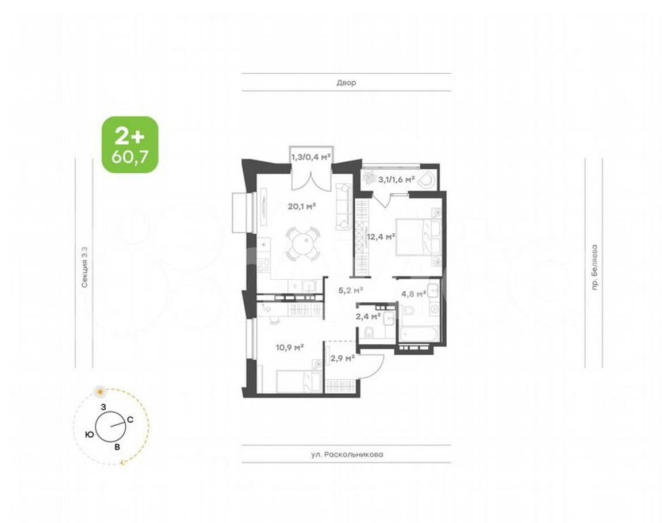 Двор
2+
60,7
1,3/0,4 м²
3,1/1,6 м²
20,1 м²
12,4 м²
Секция 3.3
пр. Беляева
5,2 м²
4,8 м²
2,4 м²
10,9 м²
2,9 м²
З
С
Ю
В
ул. Раскольникова